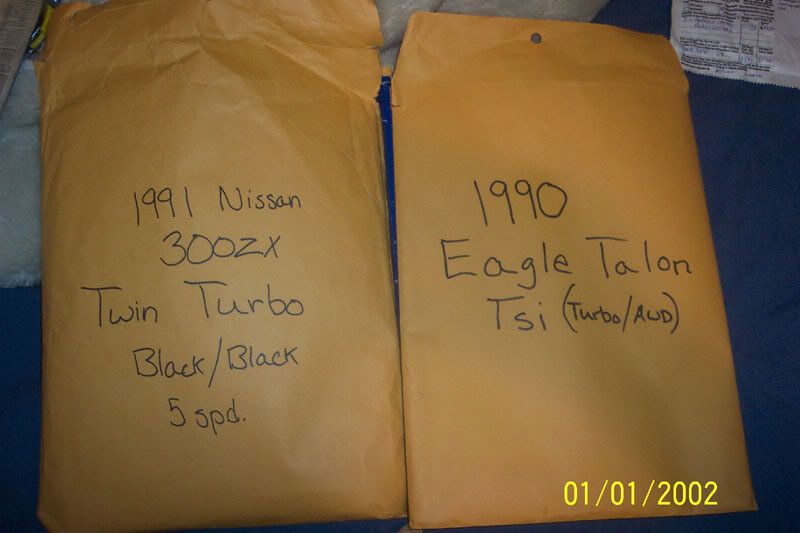 1991 Nissan
300ZX
Twin Turbo
Black/Black
5 spd.
1990
Eagle Talon
Tsi (Turbo/AWD)
01/01/2002